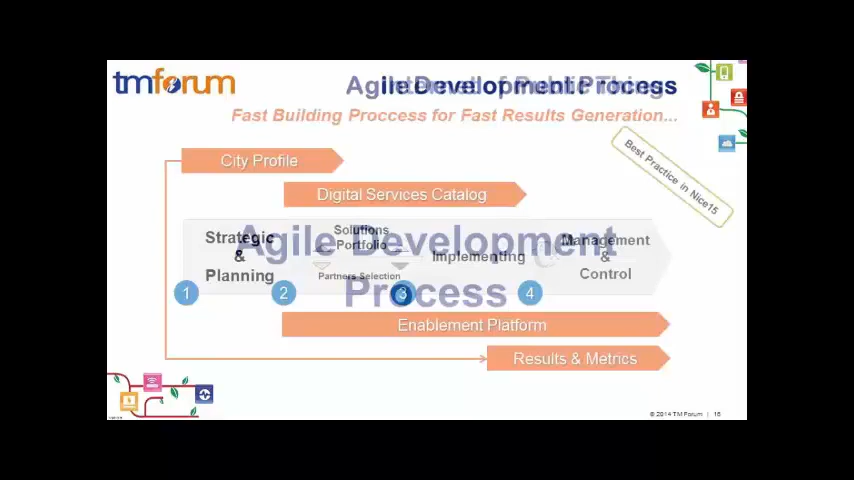 tmforum
Agile Development Process
Fast Building Proccess for Fast Results Generation...
Best Practice in Nice15
City Profile
Digital Services Catalog
Strategic
&
Planning
Solutions
Portfolio
Partners Selection
Implementing
Management
&
Control
Agile Development
Process
1
2
3
4
Enablement Platform
Results & Metrics
© 2014 TM Forum | 16